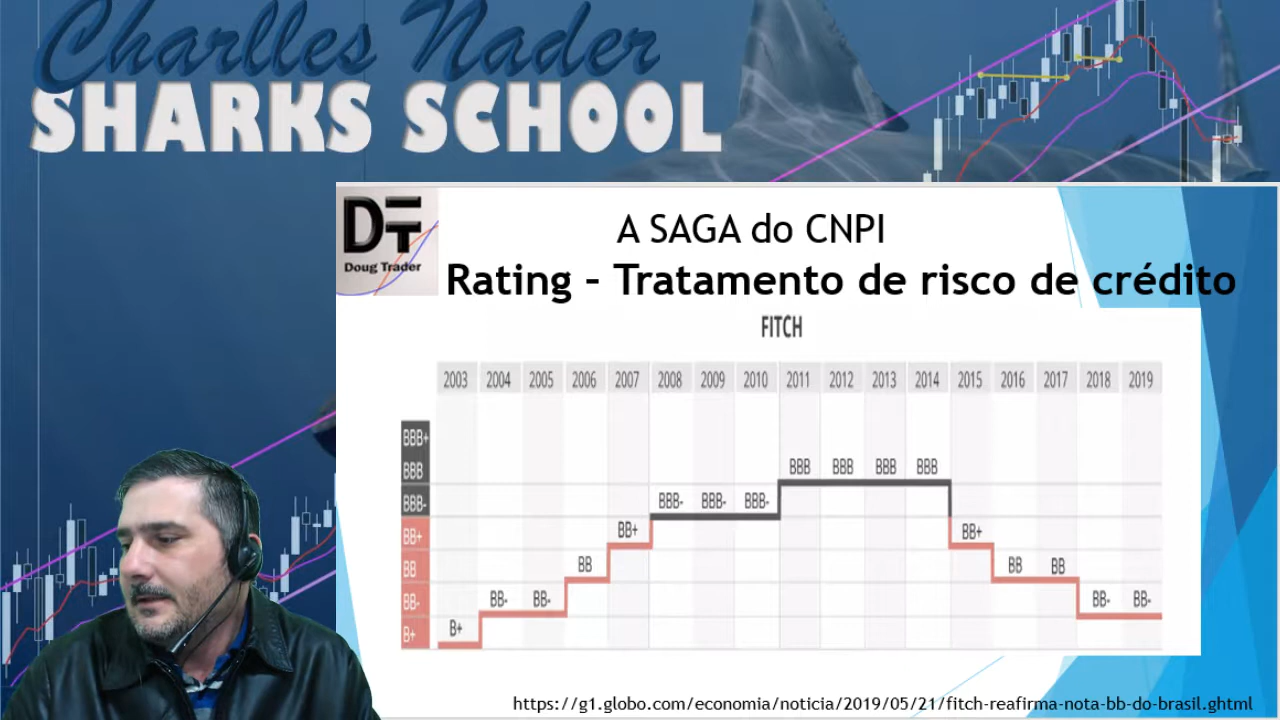 Charlles Nader
SHARKS SCHOOL
DT
Doug Trader
A SAGA do CNPI
Rating - Tratamento de risco de crédito
FITCH
2003 2004 2005 2006 2007 2008 2009 2010 2011 2012 2013 2014 2015 2016 2017 2018 2019
BBB+
BBB BBB BBB BBB BBB
BBB- BBB- BBB- BBB-
BB+ BB+ BB+
BB BB BB BB
BB- BB- BB- BB- BB-
B+ B+
https://g1.globo.com/economia/noticia/2019/05/21/fitch-reafirma-nota-bb-do-brasil.ghtml